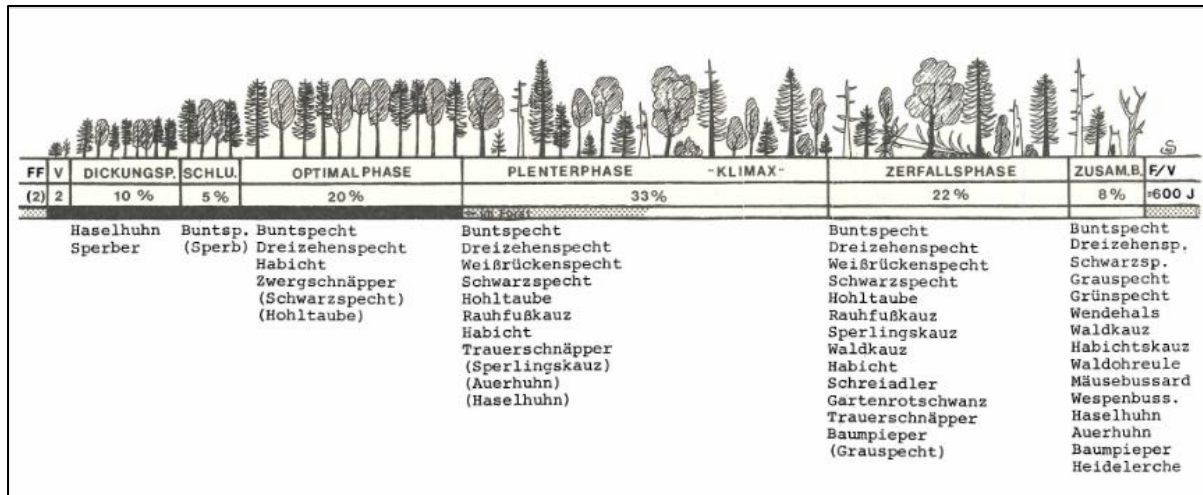 FF V DICKUNGSP. SCHLU. OPTIMALPHASE PLENTERPHASE -KLIMAX- ZERFALLSPHASE ZUSAM.B. F/V
(2) 2 10 % 5 % 20 % 33 % 22 % 8 % 600 J
Haselhuhn
Sperber
Buntsp.
(Sperb)
Buntspecht
Dreizehenspecht
Habicht
Zwergschnäpper
(Schwarzspecht)
(Hohltaube)
Buntspecht
Dreizehenspecht
Weißrückenspecht
Schwarzspecht
Hohltaube
Rauhfußkauz
Habicht
Trauerschnäpper
(Sperlingskauz)
(Auerhuhn)
(Haselhuhn)
Buntspecht
Dreizehenspecht
Weißrückenspecht
Schwarzspecht
Hohltaube
Rauhfußkauz
Sperlingskauz
Waldkauz
Habicht
Schreiadler
Gartenrotschwanz
Trauerschnäpper
Baumpieper
(Grauspecht)
Buntspecht
Dreizehensp.
Schwarzsp.
Grauspecht
Grünspecht
Wendehals
Waldkauz
Habichtskauz
Waldohreule
Mäusebussard
Wespenbuss.
Haselhuhn
Auerhuhn
Baumpieper
Heidelerche